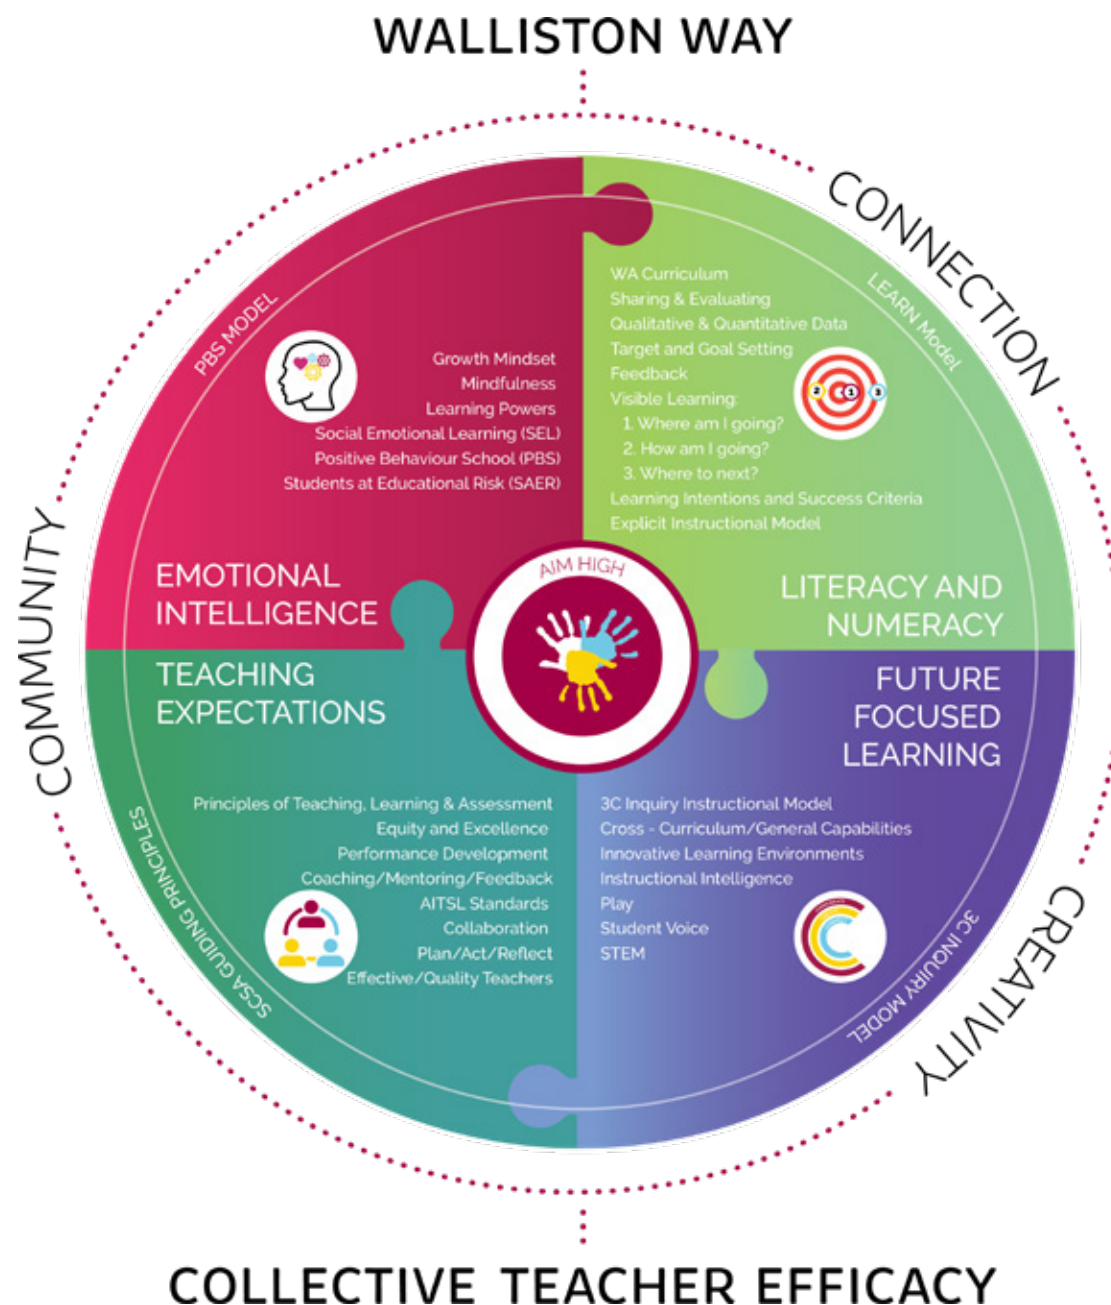 WALLISTON WAY
CONNECTION
COMMUNITY
CREATIVITY
PBS MODEL
Growth Mindset
Mindfulness
Learning Powers
Social Emotional Learning (SEL)
Positive Behaviour School (PBS)
Students at Educational Risk (SAER)
EMOTIONAL
INTELLIGENCE
LEARN Model
WA Curriculum
Sharing & Evaluating
Qualitative & Quantitative Data
Target and Goal Setting
Feedback
Visible Learning:
1. Where am I going?
2. How am I going?
3. Where to next?
Learning Intentions and Success Criteria
Explicit Instructional Model
2 1 3
LITERACY AND
NUMERACY
AIM HIGH
TEACHING
EXPECTATIONS
Principles of Teaching, Learning & Assessment
Equity and Excellence
Performance Development
Coaching/Mentoring/Feedback
AITSL Standards
Collaboration
Plan/Act/Reflect
Effective/Quality Teachers
SCSA GUIDING PRINCIPLES
FUTURE
FOCUSED
LEARNING
3C Inquiry Instructional Model
Cross - Curriculum/General Capabilities
Innovative Learning Environments
Instructional Intelligence
Play
Student Voice
STEM
3C INQUIRY MODEL
COLLECTIVE TEACHER EFFICACY